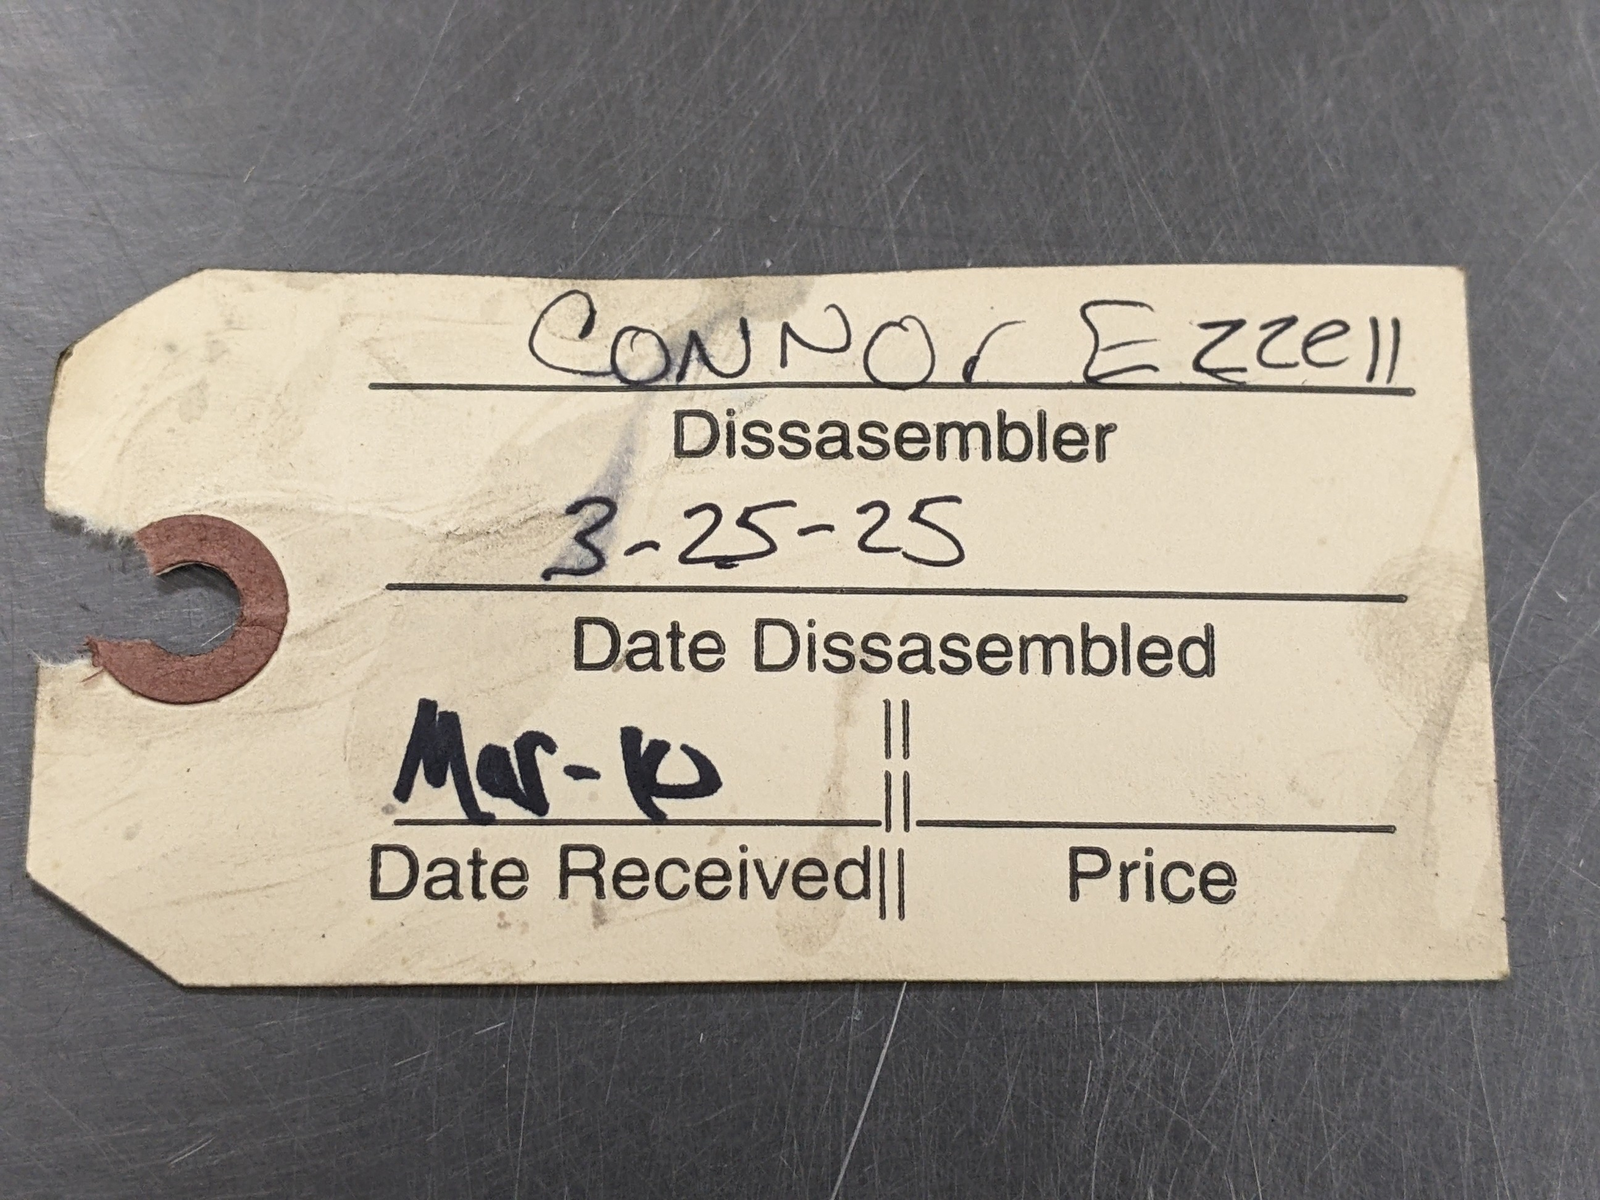 Connor Ezzell
Dissasembler
3-25-25
Date Dissasembled
Mar-10
Date Received|| Price